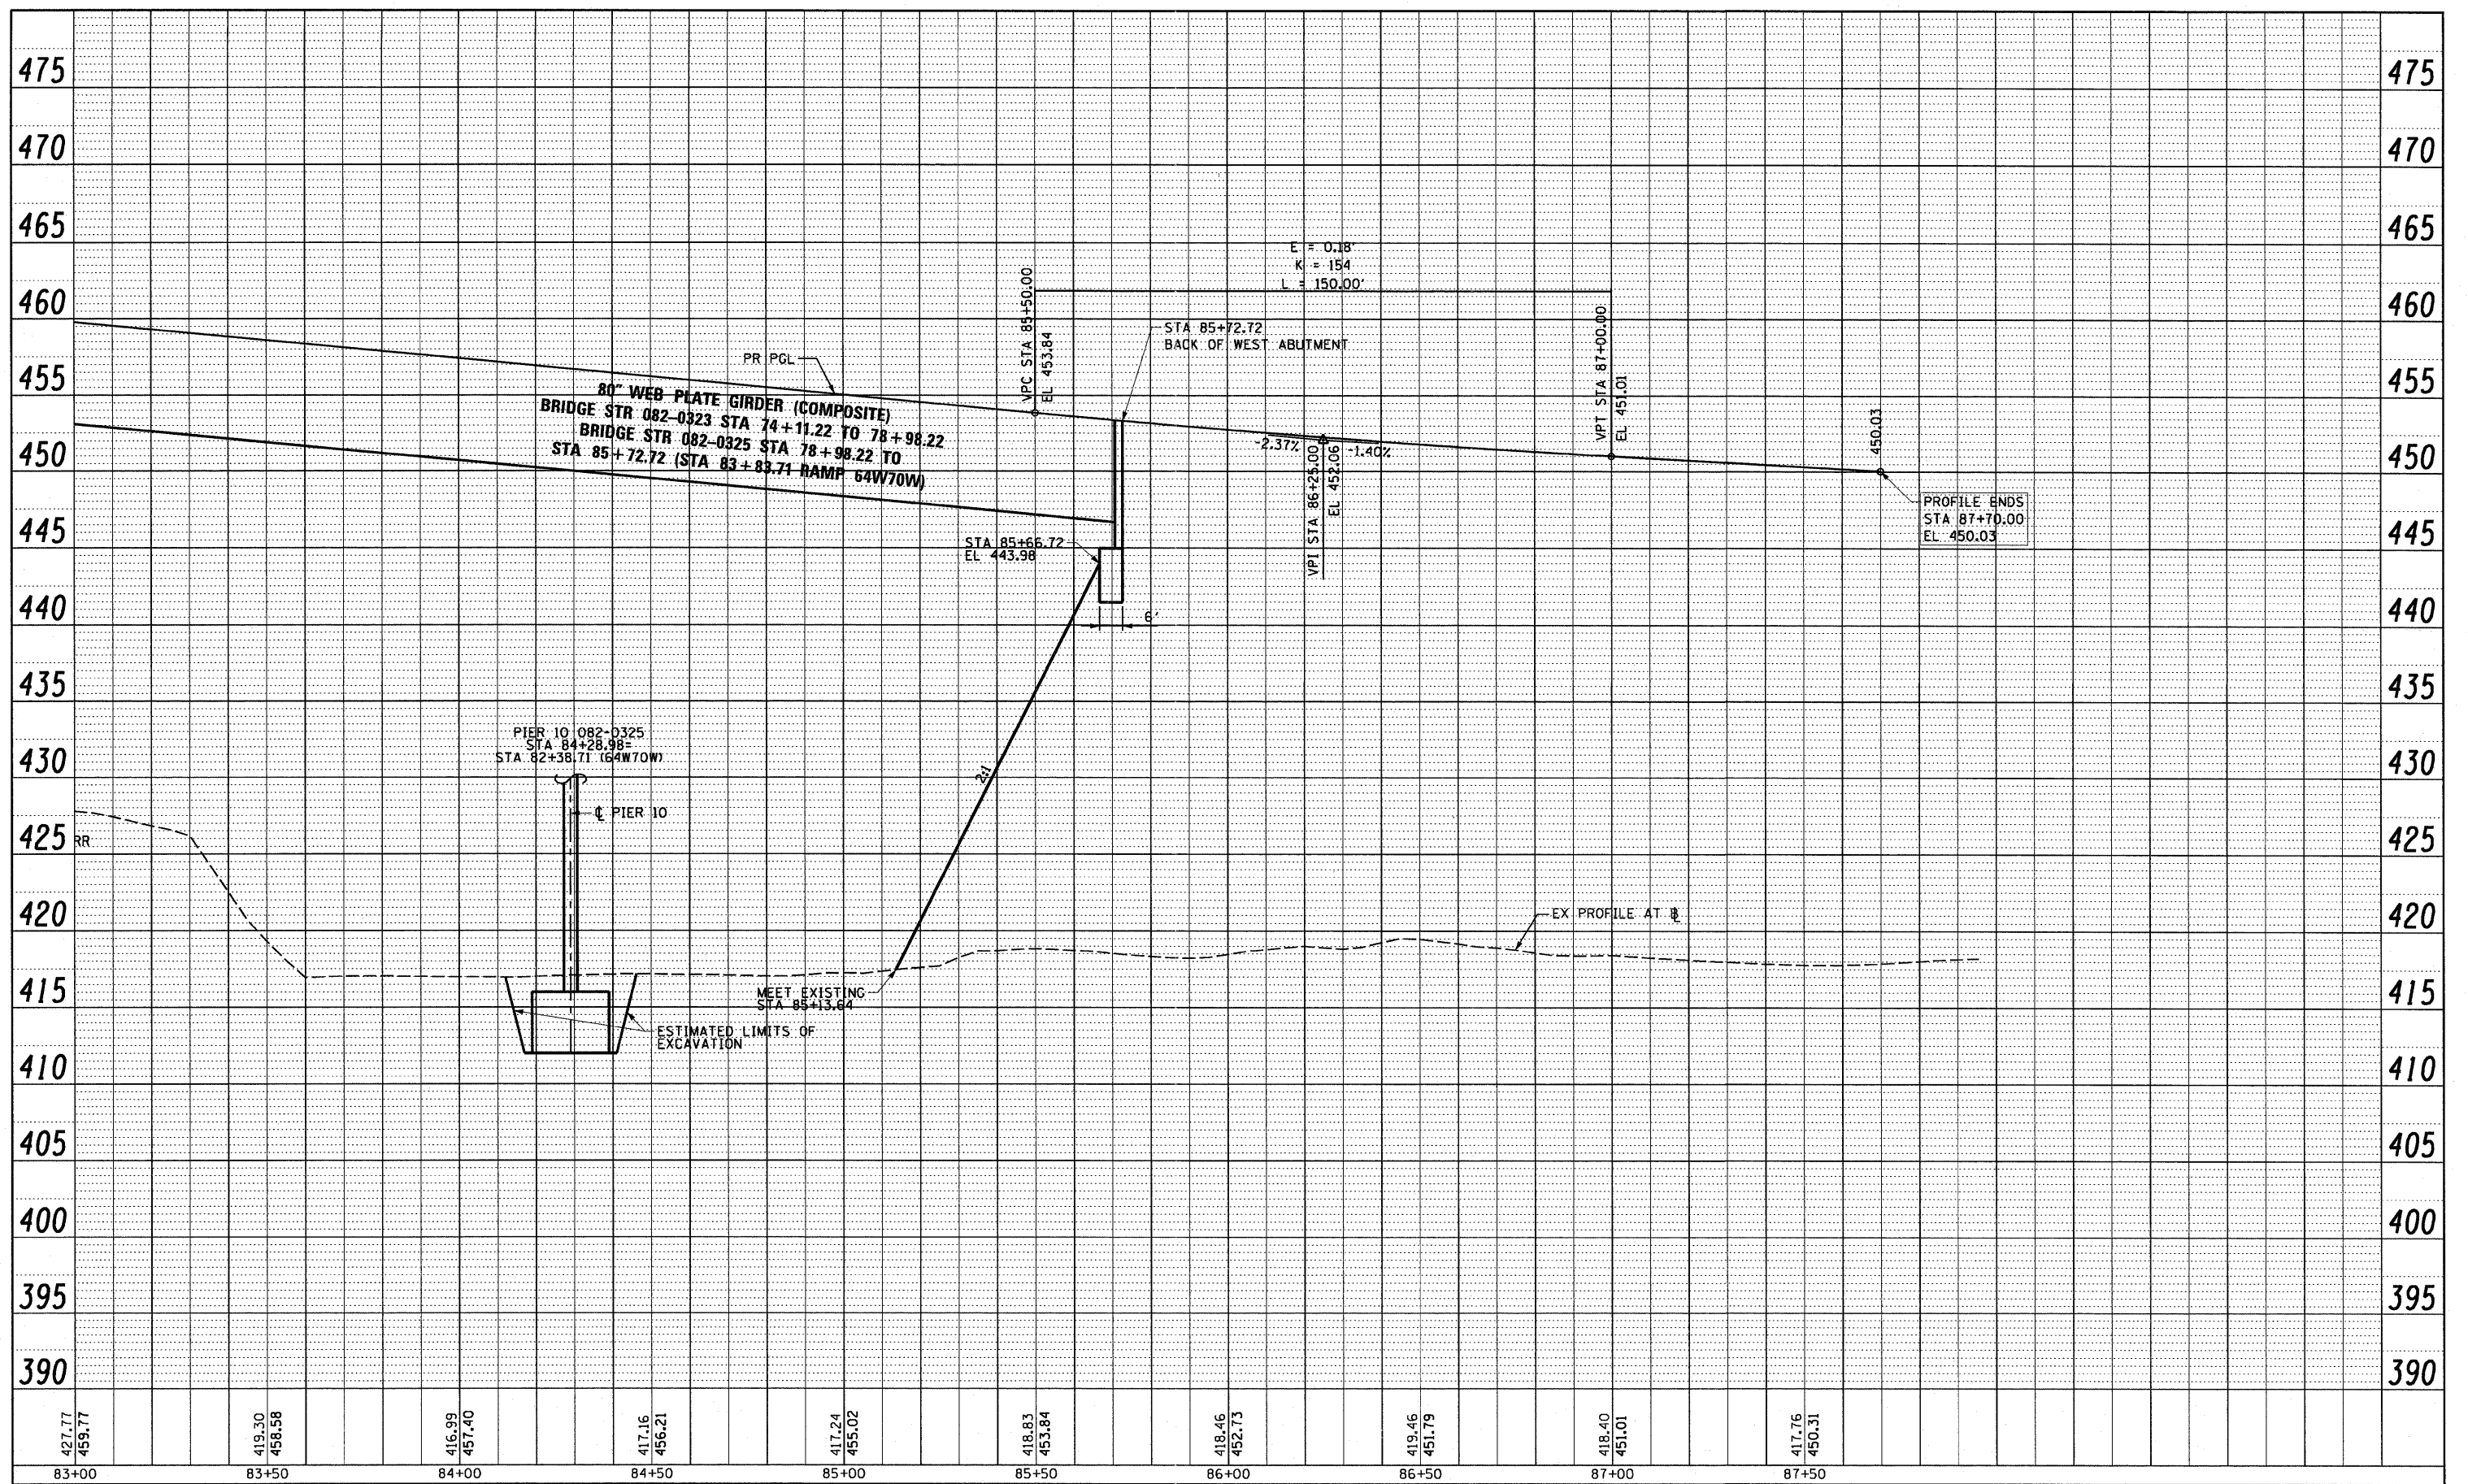 475 475
470 470
465 465
E = 0.18'
K = 154
L = 150.00'
460 460
VPC STA 85+50.00
EL 453.84
STA 85+72.72
BACK OF WEST ABUTMENT
VPT STA 87+00.00
EL 451.01
PR PGL
455 455
80" WEB PLATE GIRDER (COMPOSITE)
BRIDGE STR 082-0323 STA 74+11.22 TO 78+98.22
BRIDGE STR 082-0325 STA 78+98.22 TO
STA 85+72.72 (STA 83+83.71 RAMP 64W70W)
-2.37%
-1.40%
VPI STA 86+25.00
EL 452.06
450.03
450 450
PROFILE ENDS
STA 87+70.00
EL 450.03
445 445
STA 85+66.72
EL 443.98
440 440
6'
435 435
PIER 10 082-0325
STA 84+28.98=
STA 82+38.71 (64W70W)
430 430
2:1
℄ PIER 10
425 RR 425
420 420
EX PROFILE AT BL
415 415
MEET EXISTING
STA 85+13.64
ESTIMATED LIMITS OF
EXCAVATION
410 410
405 405
400 400
395 395
390 390
427.77 419.30 416.99 417.16 417.24 418.83 418.46 419.46 418.40 417.76
459.77 458.58 457.40 456.21 455.02 453.84 452.73 451.79 451.01 450.31
83+00 83+50 84+00 84+50 85+00 85+50 86+00 86+50 87+00 87+50